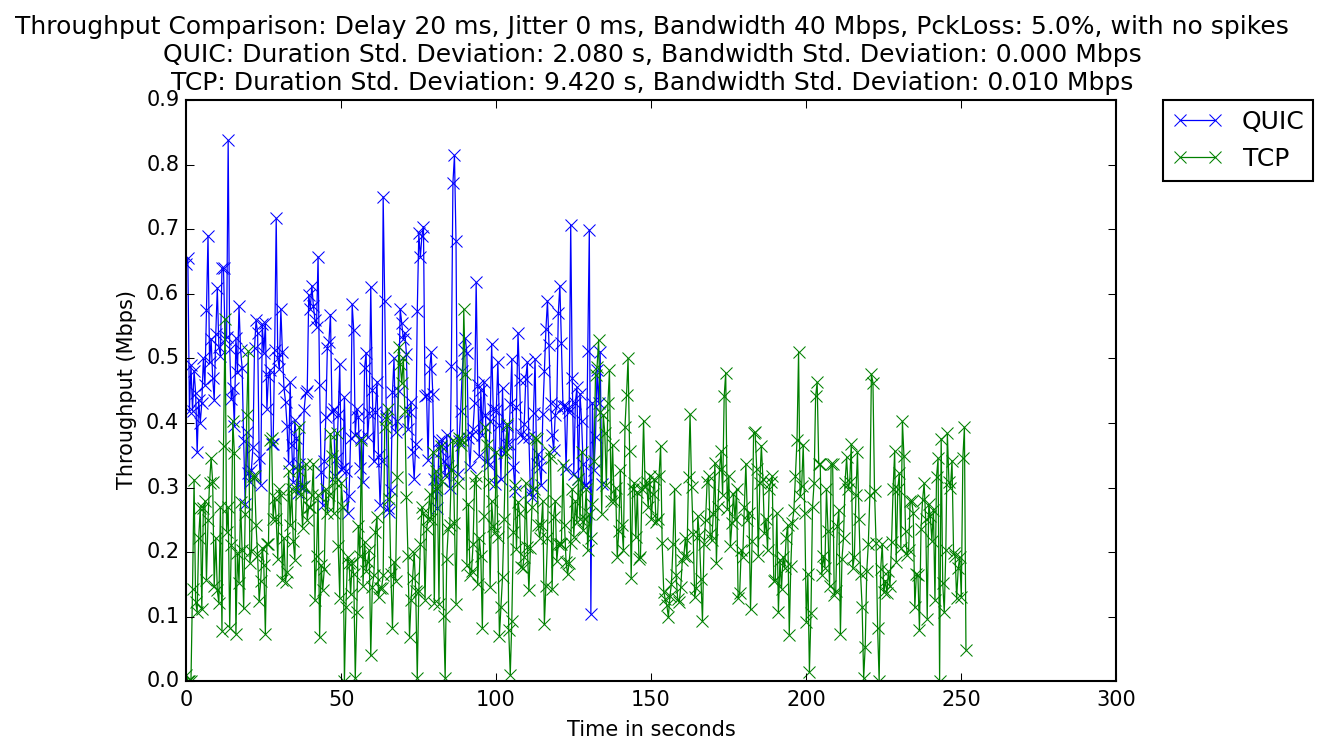 Throughput Comparison: Delay 20 ms, Jitter 0 ms, Bandwidth 40 Mbps, PckLoss: 5.0%, with no spikes
QUIC: Duration Std. Deviation: 2.080 s, Bandwidth Std. Deviation: 0.000 Mbps
TCP: Duration Std. Deviation: 9.420 s, Bandwidth Std. Deviation: 0.010 Mbps
0.9
0.8
0.7
0.6
0.5
0.4
0.3
0.2
0.1
0.0
Throughput (Mbps)
0 50 100 150 200 250 300
Time in seconds
QUIC
TCP